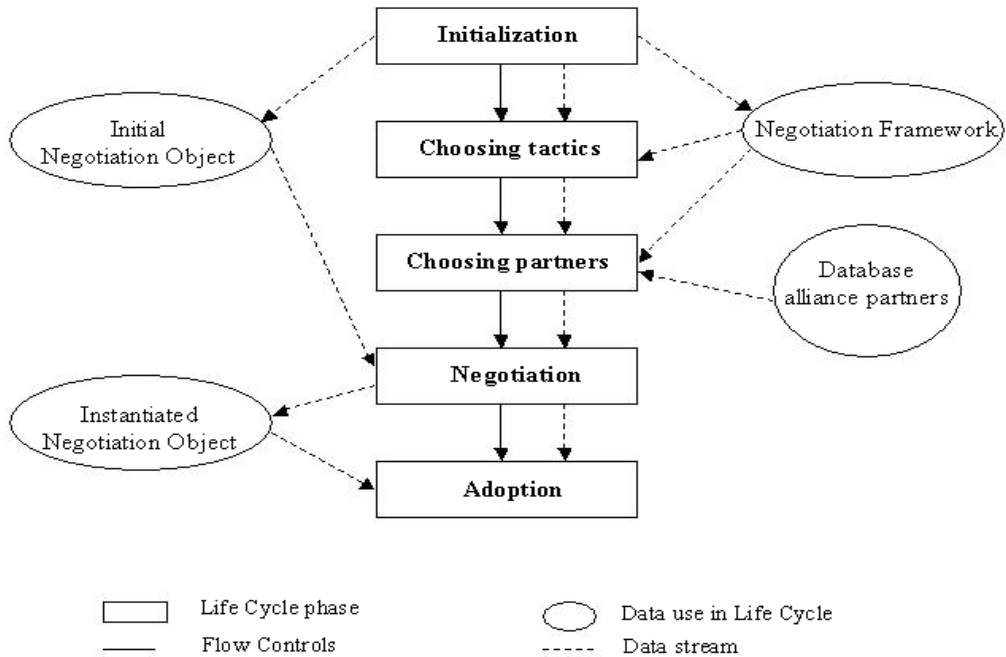 Initialization
Initial
Negotiation Object
Negotiation Framework
Choosing tactics
Choosing partners
Database
alliance partners
Negotiation
Instantiated
Negotiation Object
Adoption
Life Cycle phase
Data use in Life Cycle
Flow Controls
Data stream